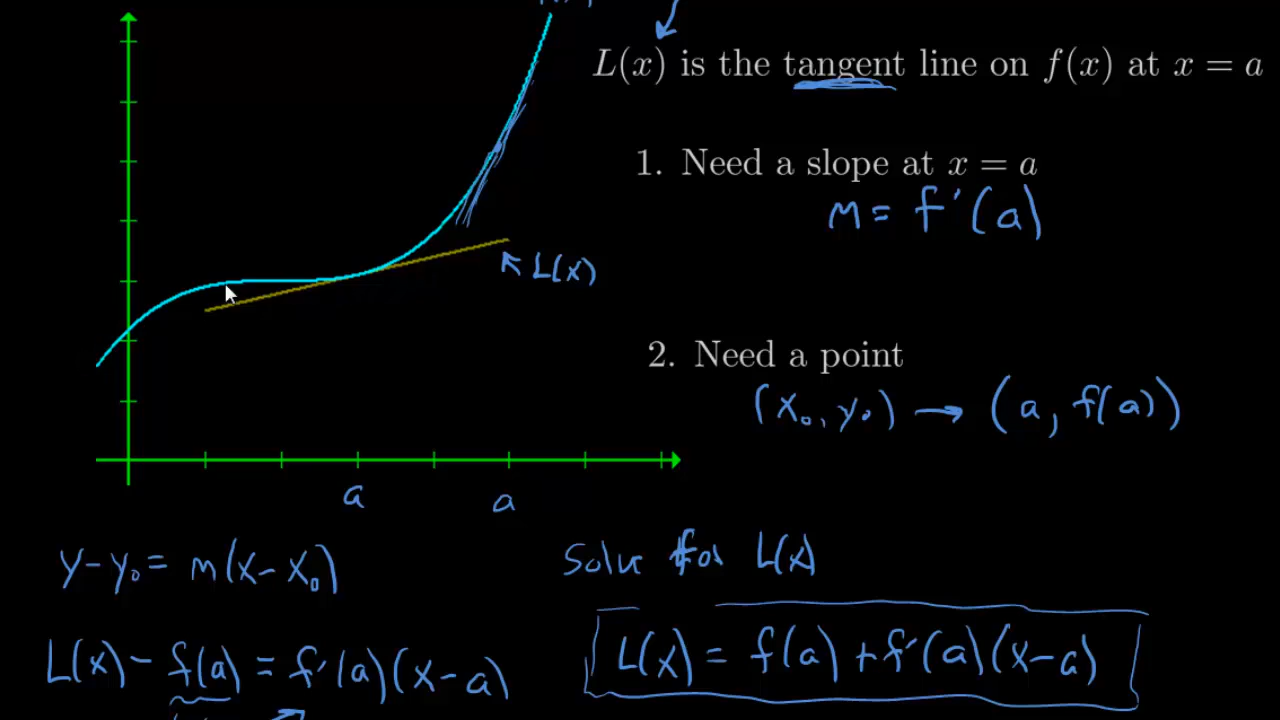 L(x) is the tangent line on f(x) at x = a
1. Need a slope at x = a
m = f'(a)
L(x)
2. Need a point
(x₀, y₀) → (a, f(a))
a a
y - y₀ = m(x - x₀)
Solve for L(x)
L(x) - f(a) = f'(a)(x - a)
L(x) = f(a) + f'(a)(x - a)